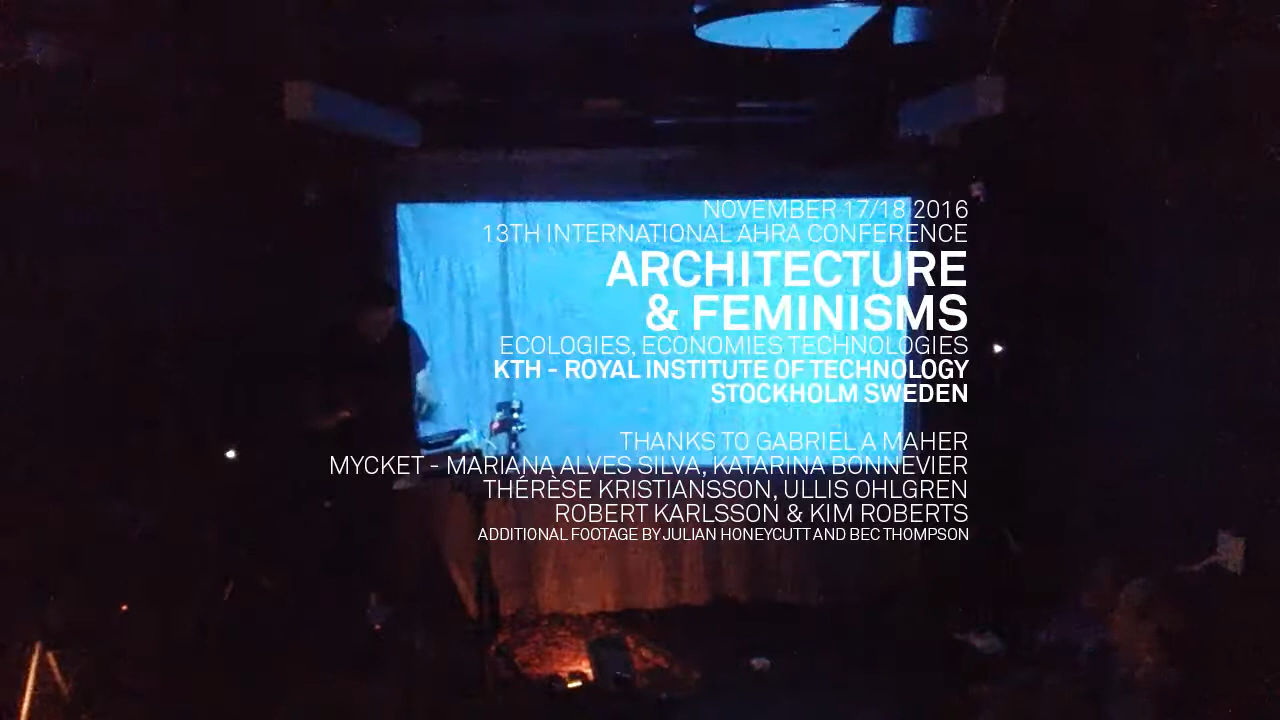 NOVEMBER 17/18 2016
13TH INTERNATIONAL AHRA CONFERENCE
ARCHITECTURE
& FEMINISMS
ECOLOGIES, ECONOMIES TECHNOLOGIES
KTH - ROYAL INSTITUTE OF TECHNOLOGY
STOCKHOLM SWEDEN
THANKS TO GABRIEL A MAHER
MYCKET - MARIANA ALVES SILVA, KATARINA BONNEVIER
THÉRÈSE KRISTIANSSON, ULLIS OHLGREN
ROBERT KARLSSON & KIM ROBERTS
ADDITIONAL FOOTAGE BY JULIAN HONEYCUTT AND BEC THOMPSON